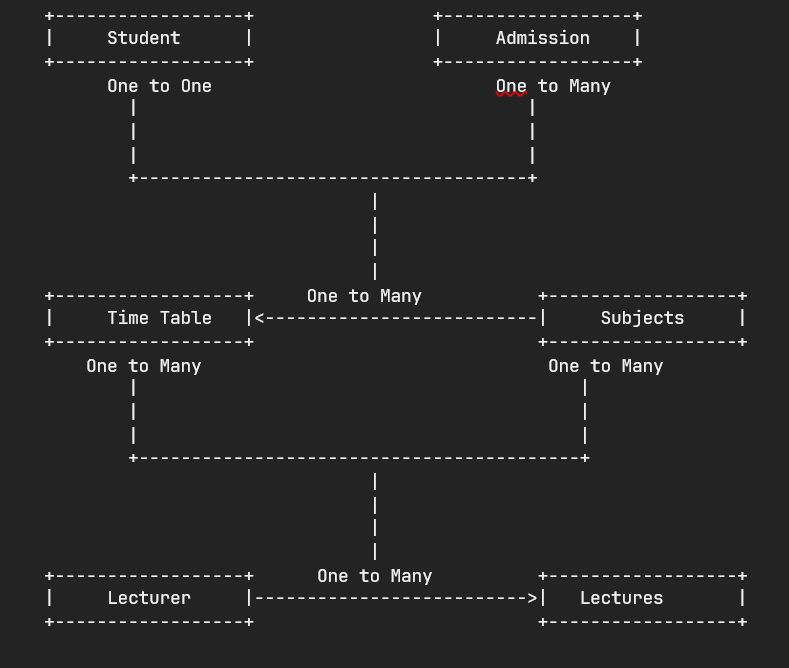 +------------------+                 +------------------+
|     Student      |                 |     Admission    |
+------------------+                 +------------------+
      One to One                           One to Many
        |                                     |
        |                                     |
        |                                     |
        +-------------------------------------+
                               |
                               |
                               |
                               |
+------------------+     One to Many           +------------------+
|     Time Table   |<--------------------------|     Subjects     |
+------------------+                           +------------------+
    One to Many                                 One to Many
        |                                          |
        |                                          |
        |                                          |
        +------------------------------------------+
                               |
                               |
                               |
                               |
+------------------+      One to Many          +------------------+
|     Lecturer     |-------------------------->|   Lectures       |
+------------------+                           +------------------+